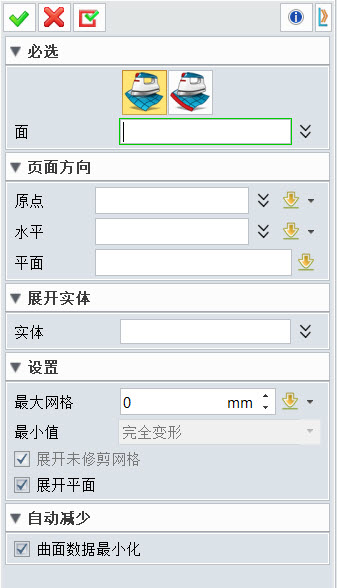 必选
面
页面方向
原点
水平
平面
展开实体
实体
设置
最大网格 0 mm
最小值 完全变形
展开未修剪网格
展开平面
自动减少
曲面数据最小化